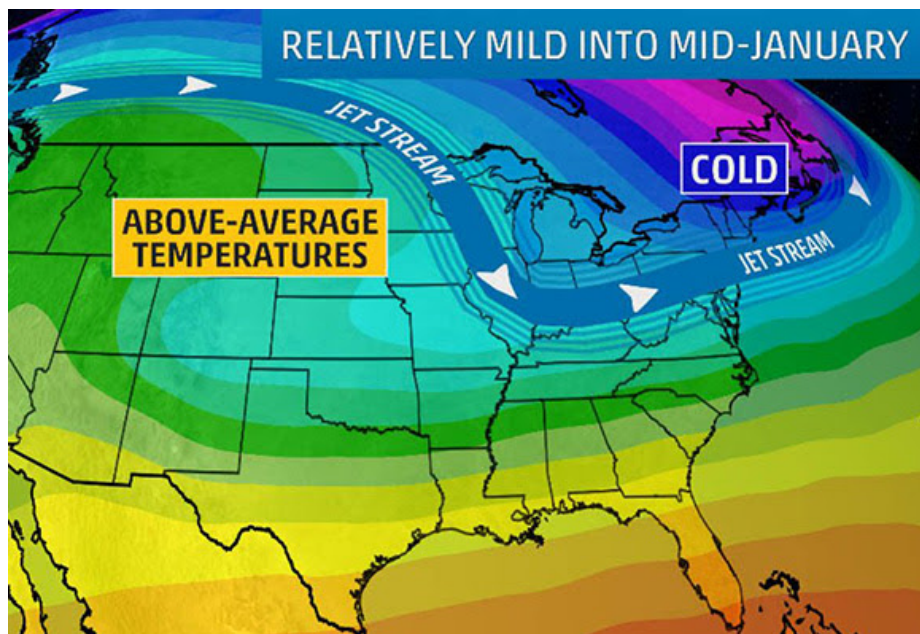 RELATIVELY MILD INTO MID-JANUARY
JET STREAM
COLD
ABOVE-AVERAGE
TEMPERATURES
JET STREAM